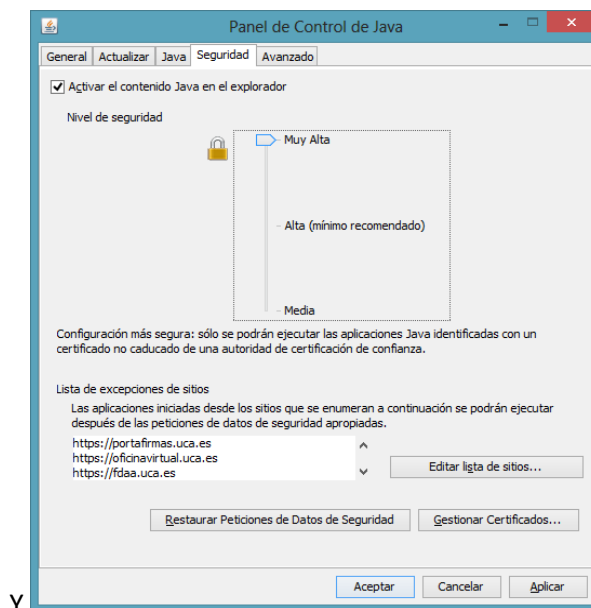 Panel de Control de Java
General Actualizar Java Seguridad Avanzado
Activar el contenido Java en el explorador
Nivel de seguridad
Muy Alta
Alta (mínimo recomendado)
Media
Configuración más segura: sólo se podrán ejecutar las aplicaciones Java identificadas con un
certificado no caducado de una autoridad de certificación de confianza.
Lista de excepciones de sitios
Las aplicaciones iniciadas desde los sitios que se enumeran a continuación se podrán ejecutar
después de las peticiones de datos de seguridad apropiadas.
https://portafirmas.uca.es
https://oficinavirtual.uca.es
https://fdaa.uca.es
Editar lista de sitios...
Restaurar Peticiones de Datos de Seguridad Gestionar Certificados...
Aceptar Cancelar Aplicar
Y